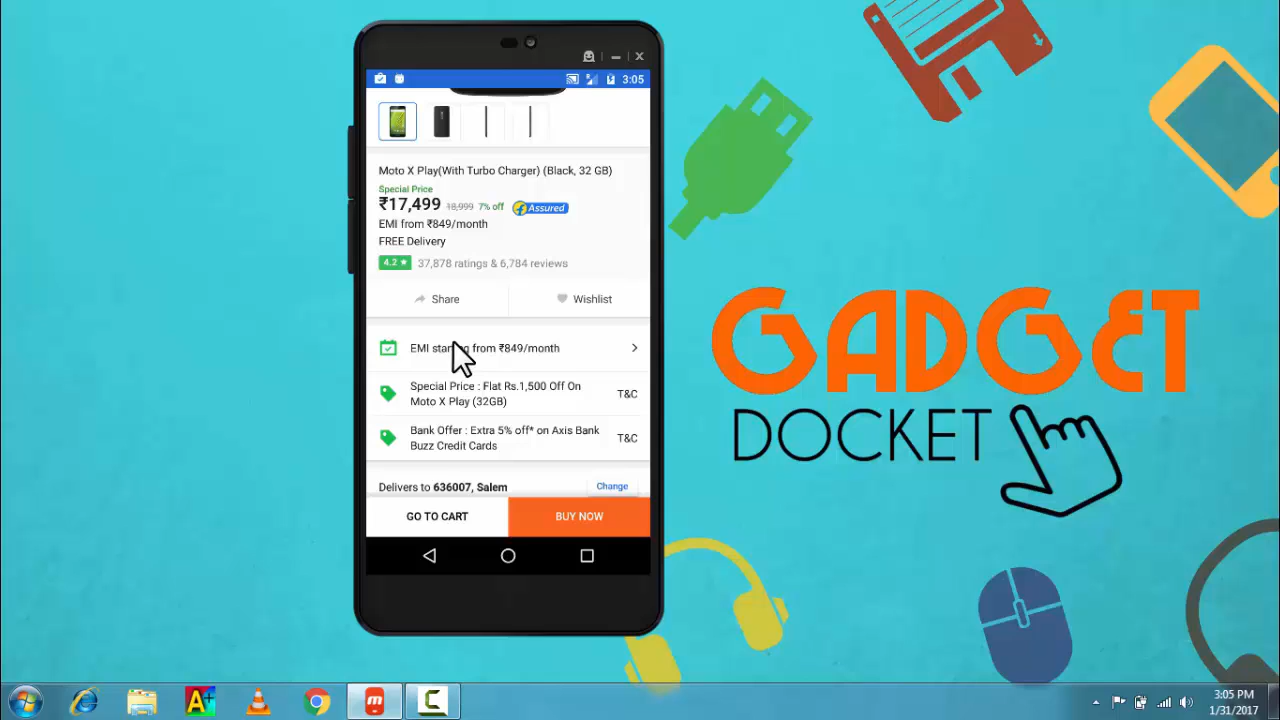 3:05
Moto X Play(With Turbo Charger) (Black, 32 GB)
Special Price
₹17,499 18,999 7% off Assured
EMI from ₹849/month
FREE Delivery
4.2 ★ 37,878 ratings & 6,784 reviews
Share Wishlist
EMI starting from ₹849/month
Special Price : Flat Rs.1,500 Off On
Moto X Play (32GB)
T&C
Bank Offer : Extra 5% off* on Axis Bank
Buzz Credit Cards
T&C
Delivers to 636007, Salem Change
GO TO CART BUY NOW
GADGET
DOCKET
3:05 PM
1/31/2017